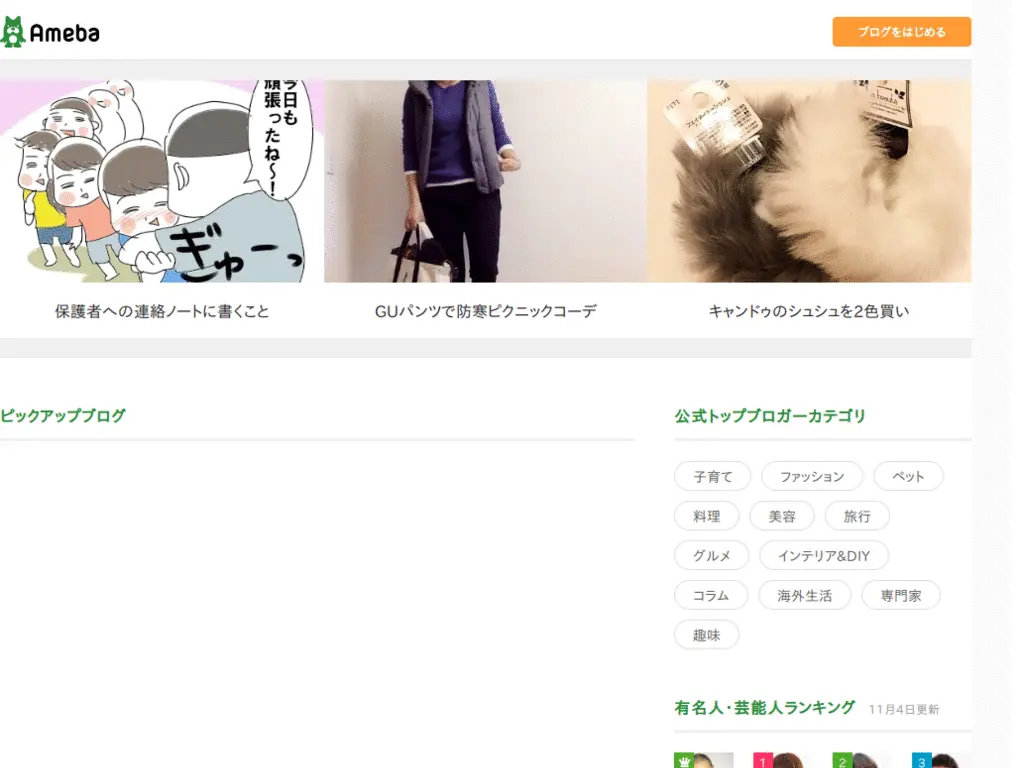 Ameba
ブログをはじめる
今日も
頑張ったね〜！
ぎゅーっ
保護者への連絡ノートに書くこと
GUパンツで防寒ピクニックコーデ
キャンドゥのシュシュを2色買い
ピックアップブログ
公式トップブロガーカテゴリ
子育て
ファッション
ペット
料理
美容
旅行
グルメ
インテリア&DIY
コラム
海外生活
専門家
趣味
有名人・芸能人ランキング 11月4日更新
1
2
3